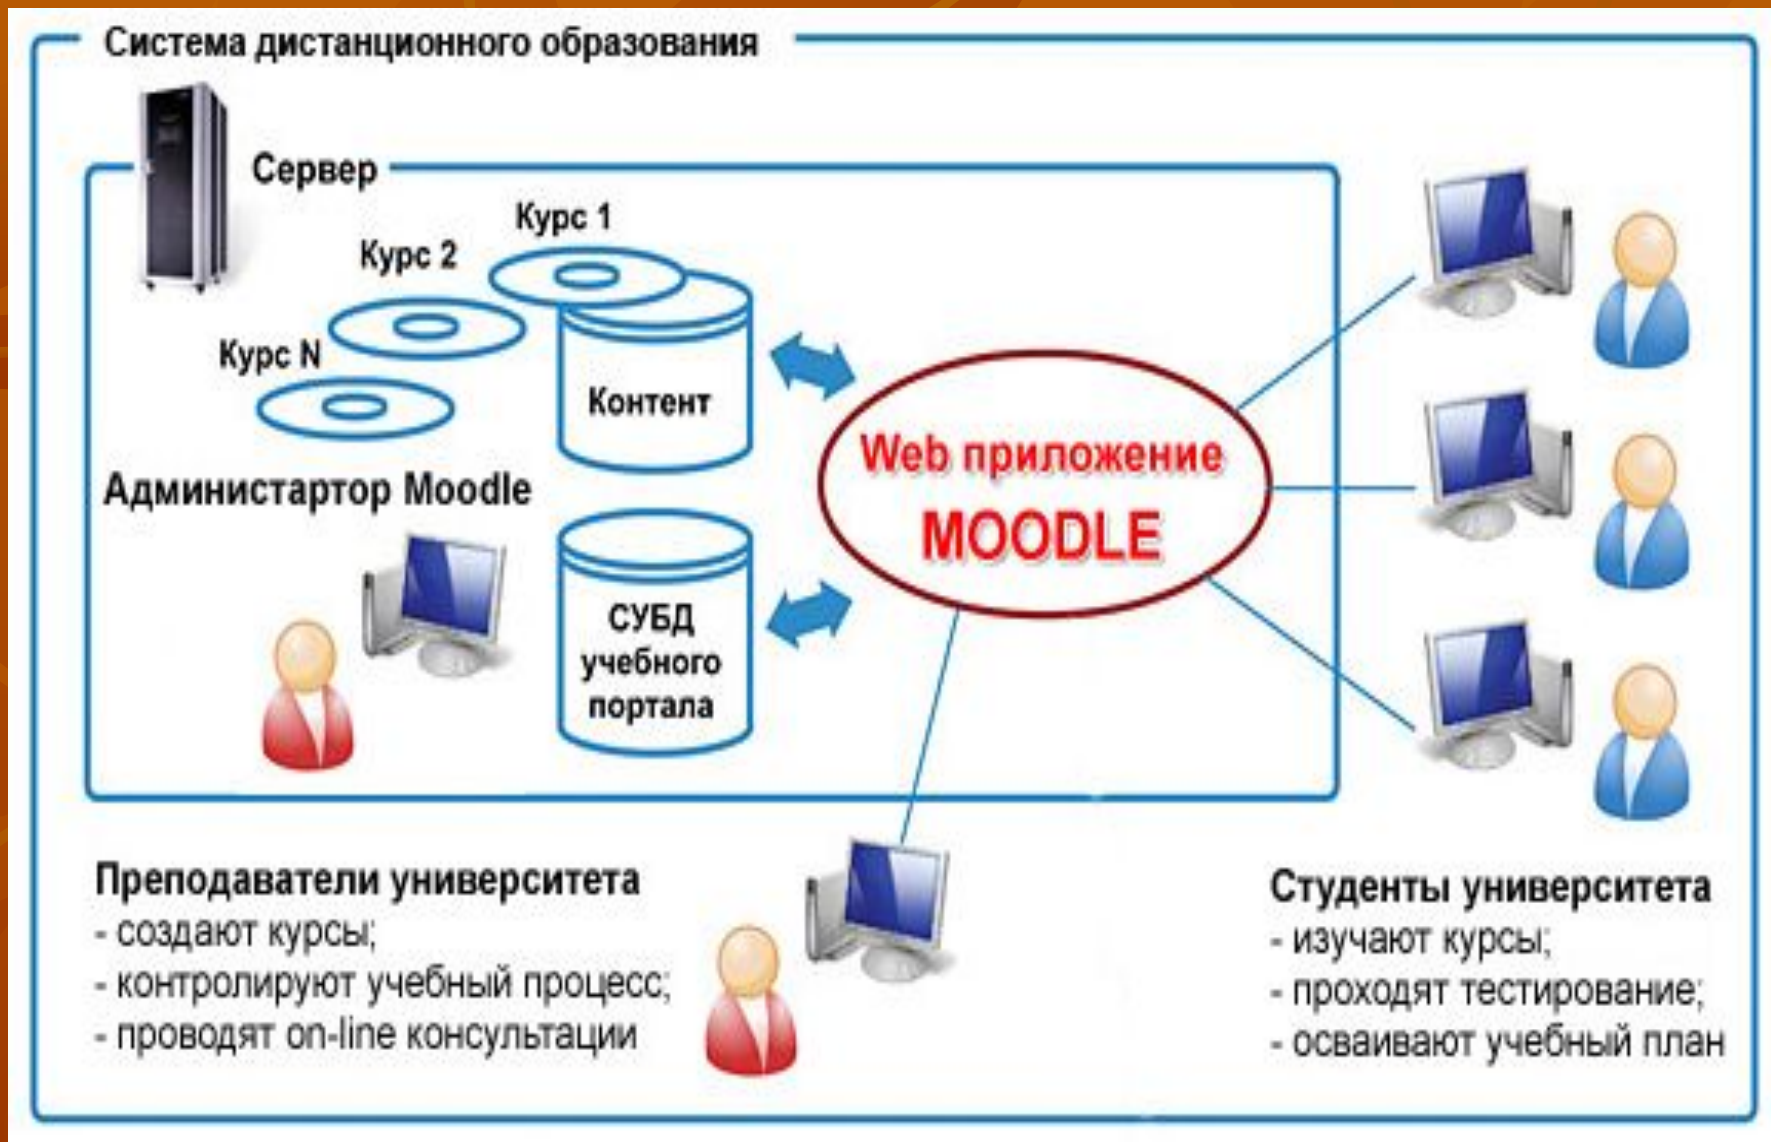 Система дистанционного образования
Сервер
Курс 1
Курс 2
Курс N
Контент
Администартор Moodle
СУБД
учебного
портала
Web приложение
MOODLE
Преподаватели университета
- создают курсы;
- контролируют учебный процесс;
- проводят on-line консультации
Студенты университета
- изучают курсы;
- проходят тестирование;
- осваивают учебный план